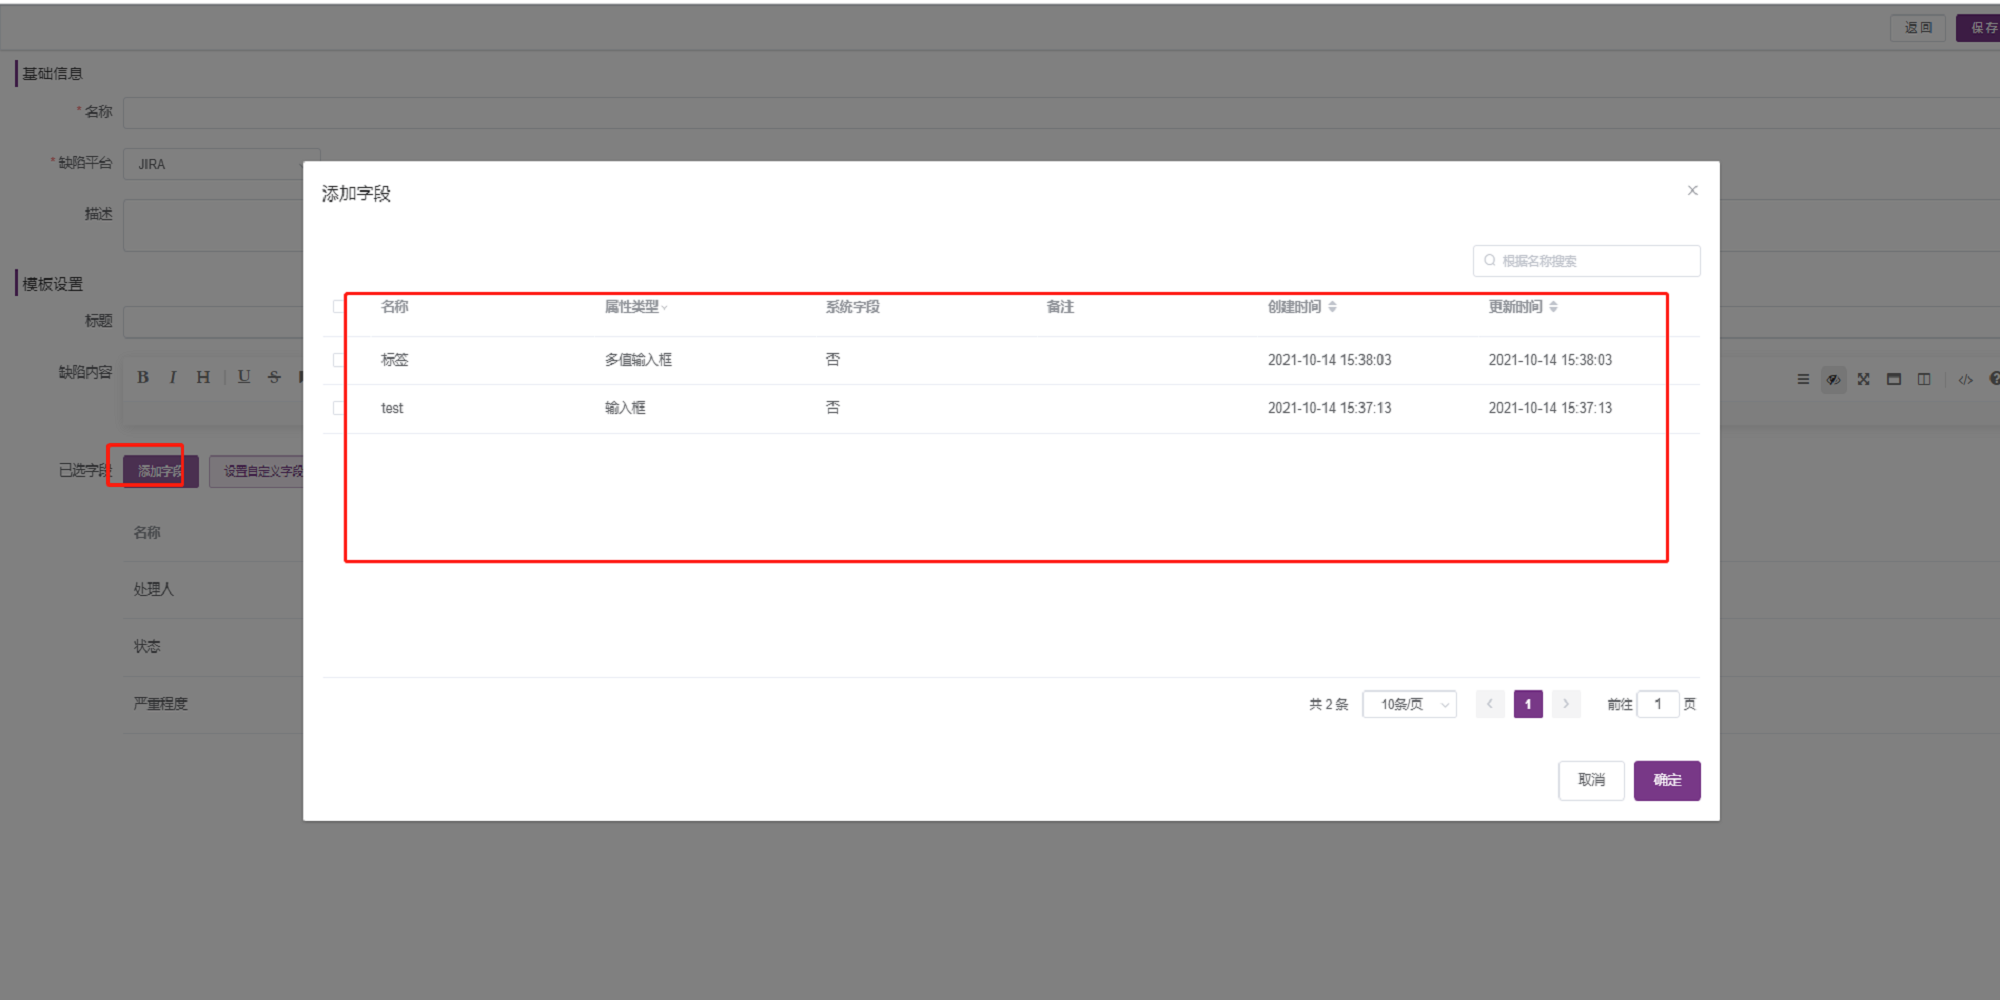 返回 保存
基础信息
* 名称
* 缺陷平台 JIRA
描述
模板设置
标题
缺陷内容 B I H U S
已选字段 添加字段 设置自定义字段
名称
处理人
状态
严重程度
添加字段
根据名称搜索
名称 属性类型 系统字段 备注 创建时间 更新时间
标签 多值输入框 否 2021-10-14 15:38:03 2021-10-14 15:38:03
test 输入框 否 2021-10-14 15:37:13 2021-10-14 15:37:13
共 2 条 10条/页 1 前往 1 页
取消 确定